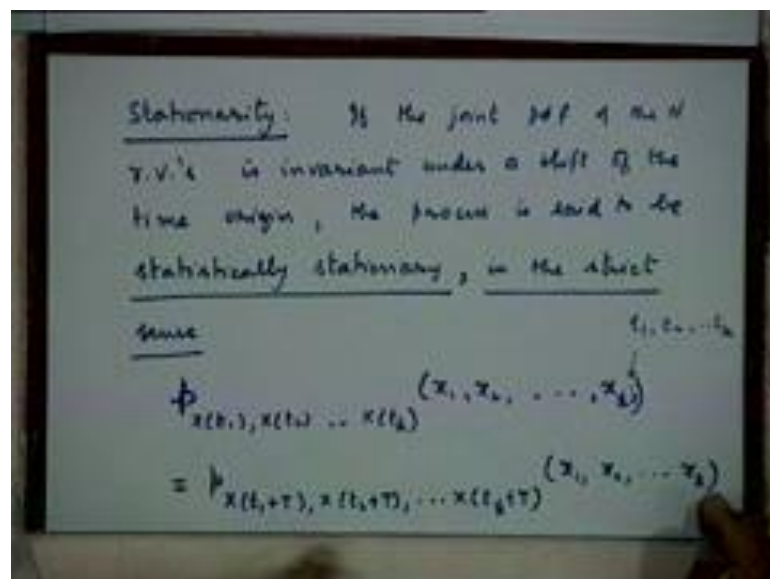 Stationarity: If the joint pdf of the N
r.v.'s is invariant under a shift of the
time origin, the process is said to be
statistically stationary, in the strict
sense
t₁, t₂, ... tₖ
p_{X(t₁), X(t₂) .. X(tₖ)} (x₁, x₂, . . . , xₖ)
= p_{X(t₁+T), X(t₂+T), ... X(tₖ+T)} (x₁, x₂, ... xₖ)